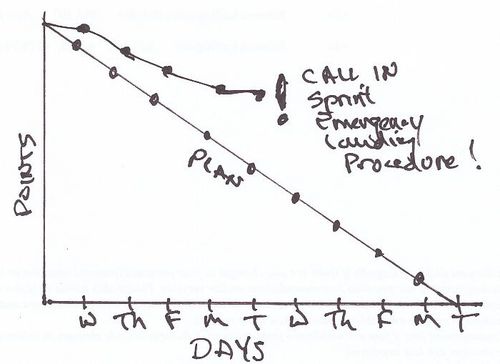 CALL IN
Sprint
Emergency
Landing
Procedure!
PLAN
POINTS
W Th F M T W Th F M T
DAYS